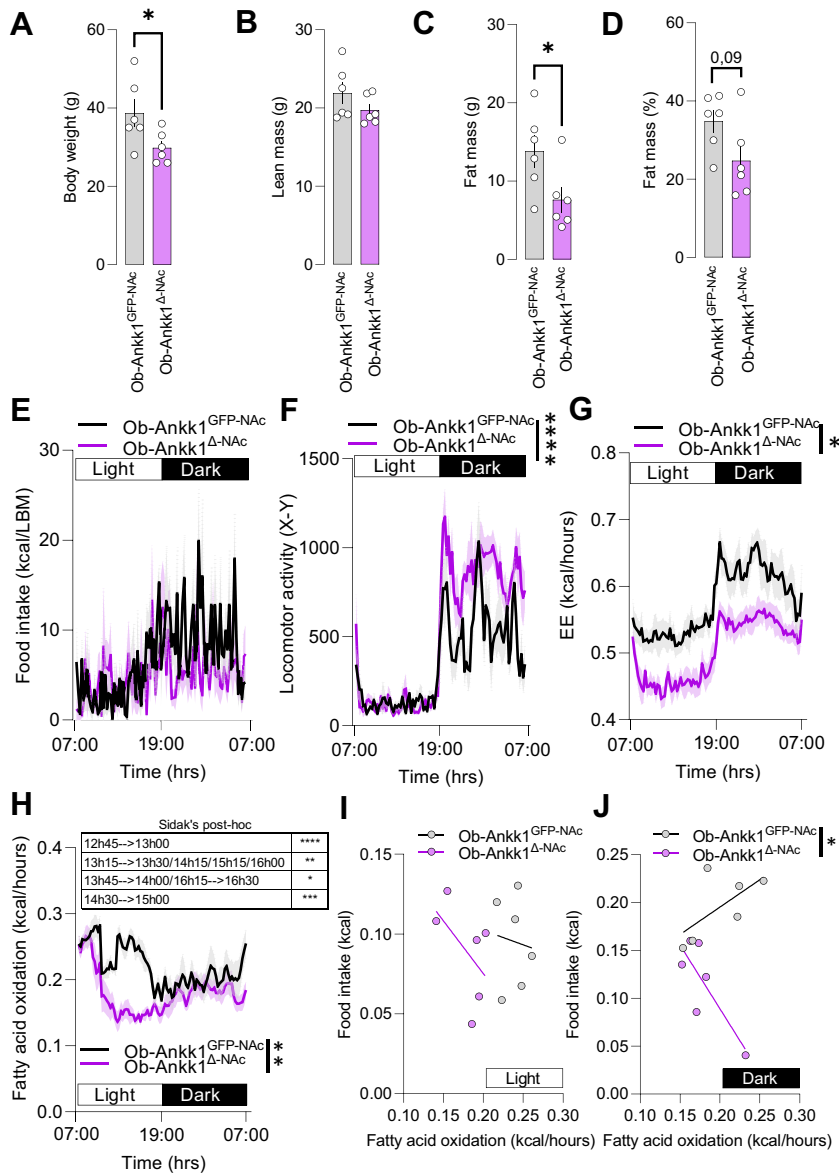 A
B
C
D
*
*
0,09
60
40
20
0
Body weight (g)
30
20
10
0
Lean mass (g)
30
20
10
0
Fat mass (g)
60
40
20
0
Fat mass (%)
Ob-Ankk1GFP-NAc
Ob-Ankk1Δ-NAc
Ob-Ankk1GFP-NAc
Ob-Ankk1Δ-NAc
Ob-Ankk1GFP-NAc
Ob-Ankk1Δ-NAc
Ob-Ankk1GFP-NAc
Ob-Ankk1Δ-NAc
E
Ob-Ankk1GFP-NAc
Ob-Ankk1Δ-NAc
Light Dark
30
20
10
0
Food intake (kcal/LBM)
07:00 19:00 07:00
Time (hrs)
F
Ob-Ankk1GFP-NAc
Ob-Ankk1Δ-NAc
****
Light Dark
1500
1000
500
0
Locomotor activity (X-Y)
07:00 19:00 07:00
Time (hrs)
G
Ob-Ankk1GFP-NAc
Ob-Ankk1Δ-NAc
*
Light Dark
0.8
0.7
0.6
0.5
0.4
EE (kcal/hours)
07:00 19:00 07:00
Time (hrs)
H
Sidak's post-hoc
12h45-->13h00 ****
13h15-->13h30/14h15/15h15/16h00 **
13h45-->14h00/16h15-->16h30 *
14h30-->15h00 ***
0.4
0.3
0.2
0.1
0.0
Fatty acid oxidation (kcal/hours)
Ob-Ankk1GFP-NAc
Ob-Ankk1Δ-NAc
**
Light Dark
07:00 19:00 07:00
Time (hrs)
I
Ob-Ankk1GFP-NAc
Ob-Ankk1Δ-NAc
0.15
0.10
0.05
0.00
Food intake (kcal)
Light
0.10 0.15 0.20 0.25 0.30
Fatty acid oxidation (kcal/hours)
J
Ob-Ankk1GFP-NAc
Ob-Ankk1Δ-NAc
*
0.25
0.20
0.15
0.10
0.05
0.00
Food intake (kcal)
Dark
0.10 0.15 0.20 0.25 0.30
Fatty acid oxidation (kcal/hours)